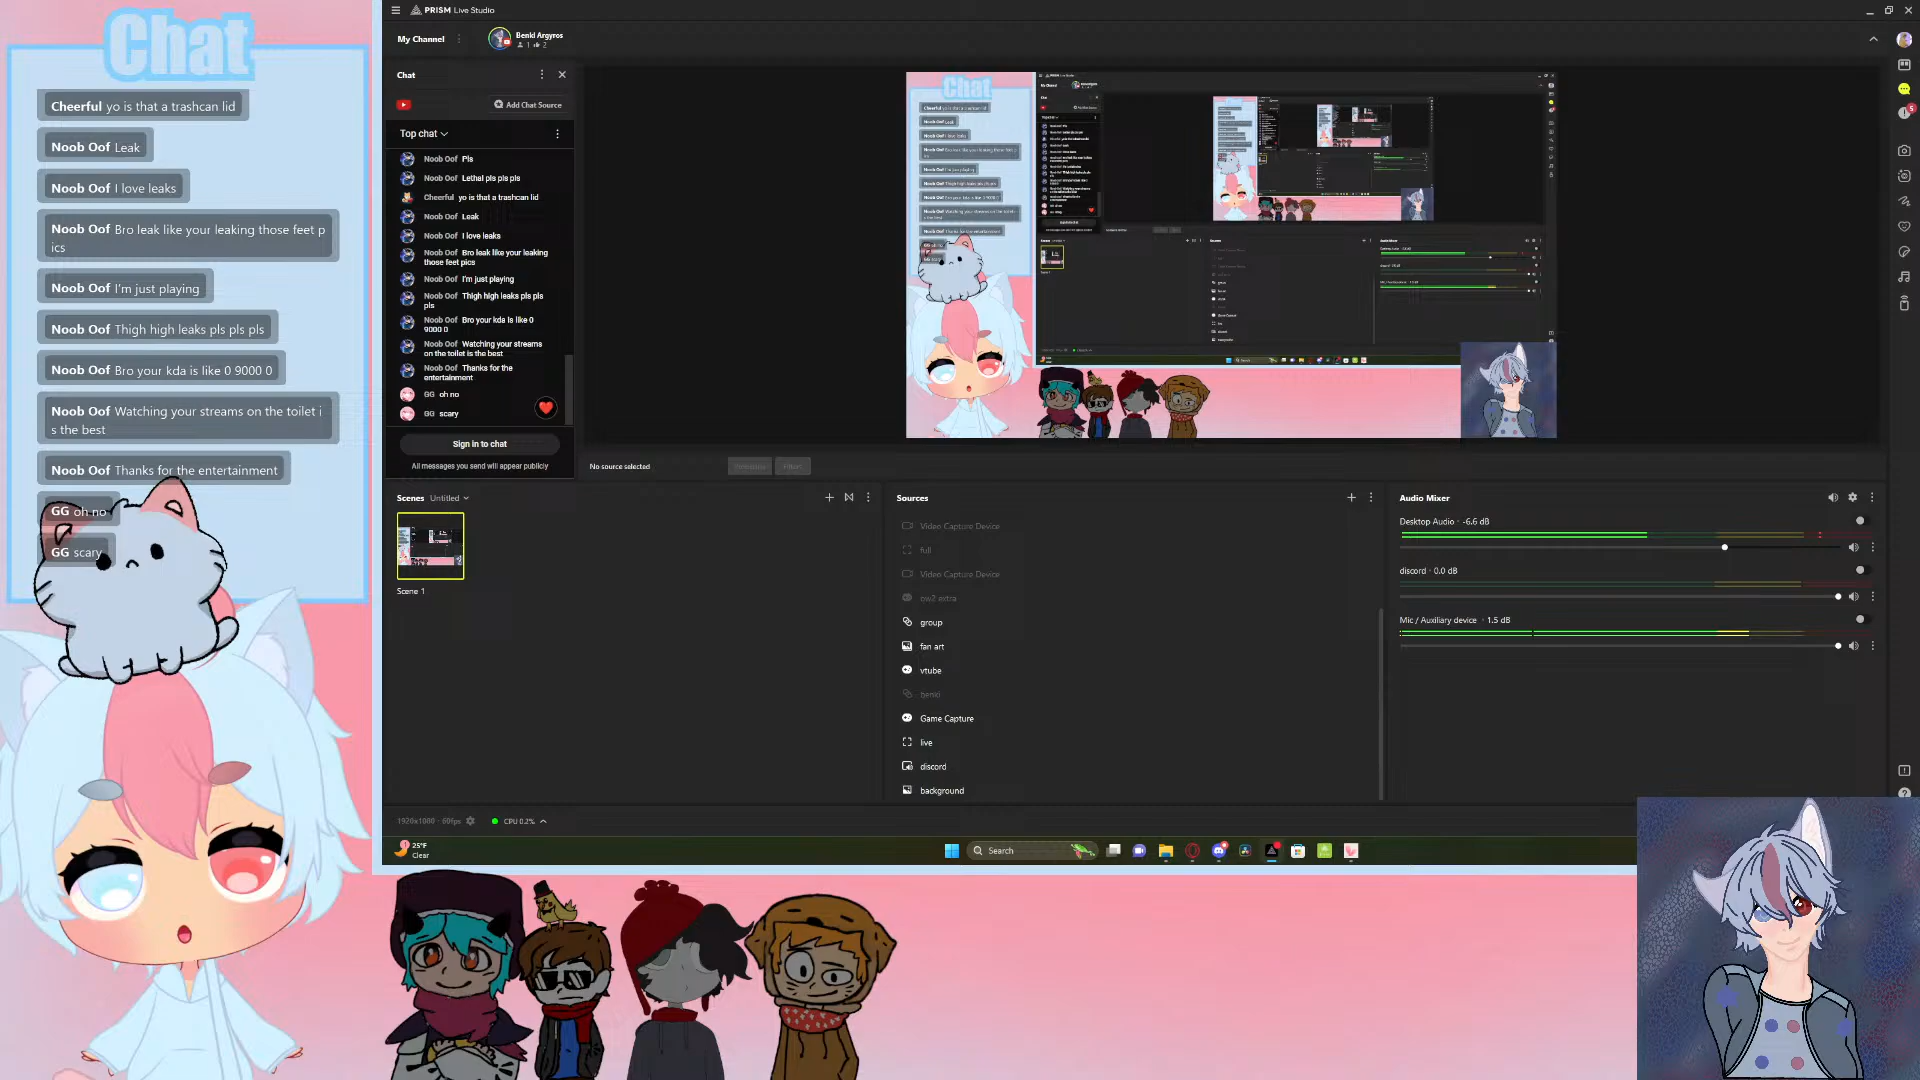 Chat
Cheerful yo is that a trashcan lid
Noob Oof Leak
Noob Oof I love leaks
Noob Oof Bro leak like your leaking those feet p
ics
Noob Oof I'm just playing
Noob Oof Thigh high leaks pls pls pls
Noob Oof Bro your kda is like 0 9000 0
Noob Oof Watching your streams on the toilet i
s the best
Noob Oof Thanks for the entertainment
GG oh no
GG scary
PRISM Live Studio
My Channel
Benki Argyros
1 2
5
Chat
Add Chat Source
Top chat
Noob Oof Pls
Noob Oof Lethal pls pls pls
Cheerful yo is that a trashcan lid
Noob Oof Leak
Noob Oof I love leaks
Noob Oof Bro leak like your leaking
those feet pics
Noob Oof I'm just playing
Noob Oof Thigh high leaks pls pls
pls
Noob Oof Bro your kda is like 0
9000 0
Noob Oof Watching your streams
on the toilet is the best
Noob Oof Thanks for the
entertainment
GG oh no
GG scary
Sign in to chat
All messages you send will appear publicly
No source selected
Scenes Untitled
Scene 1
Sources
Video Capture Device
full
Video Capture Device
ow2 extra
group
fan art
vtube
benki
Game Capture
live
discord
background
Audio Mixer
Desktop Audio · -6.6 dB
discord · 0.0 dB
Mic / Auxiliary device · 1.5 dB
1920x1080 · 60fps
CPU 0.2%
25°F
Clear
Search